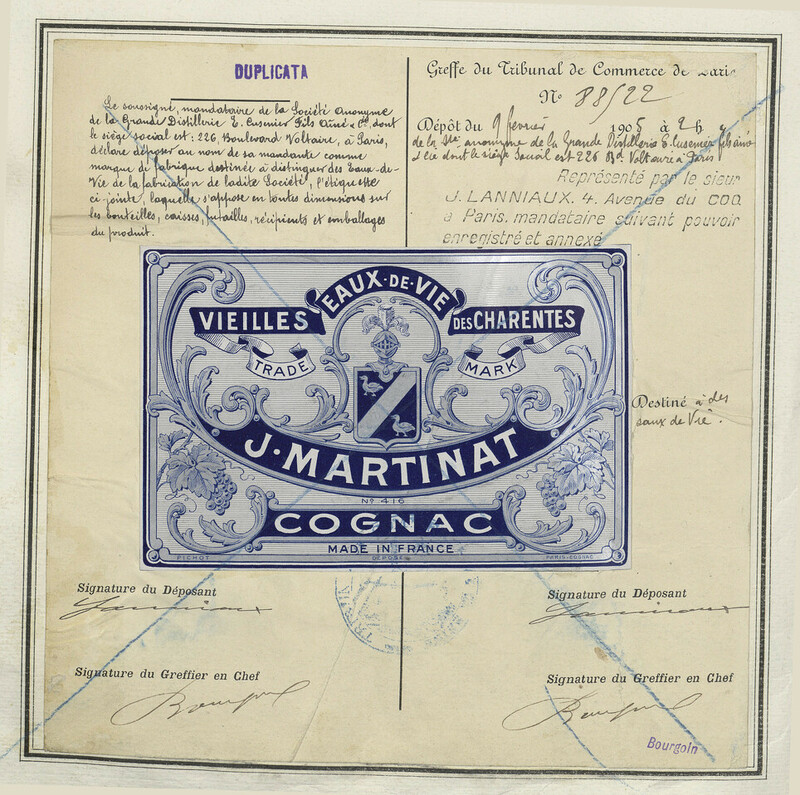 DUPLICATA
Le soussigné, mandataire de la Société Anonyme
de la Grande Distillerie E. Cusenier Fils Aîné & Cie, dont
le siège social est : 226, Boulevard Voltaire, à Paris,
déclare déposer au nom de sa mandante comme
marque de fabrique destinée à distinguer des Eaux-de-
Vie de la fabrication de ladite Société, l'étiquette
ci-jointe, laquelle s'appose en toutes dimensions sur
les bouteilles, caisses, futailles, récipients et emballages
du produit.
Greffe du Tribunal de Commerce de Paris
No 88/22
Dépôt du 9 février 1905 à 2 h
de la Sté anonyme de la Grande Distillerie E. Cusenier fils aîné
& Cie dont le siège social est 226 Bd Voltaire à Paris
Représenté par le sieur
J. LANNIAUX, 4, Avenue du COQ
à Paris, mandataire suivant pouvoir
enregistré et annexé
EAUX-DE-VIE
VIEILLES DES CHARENTES
TRADE MARK
J. MARTINAT
No 416
COGNAC
MADE IN FRANCE
PICHOT DÉPOSÉ PARIS-COGNAC
Destiné à des
eaux de Vie.
Signature du Déposant
Lanniaux
Signature du Greffier en Chef
Signature du Déposant
Lanniaux
Signature du Greffier en Chef
Bourgoin